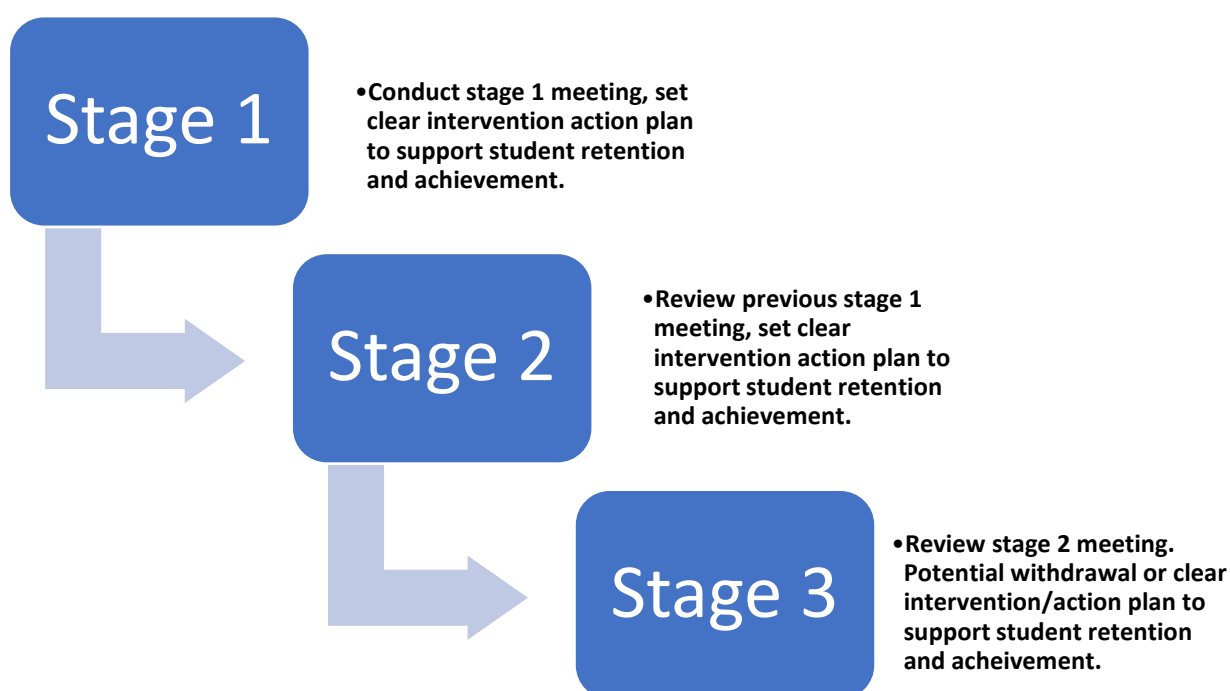 Stage 1
•Conduct stage 1 meeting, set
clear intervention action plan
to support student retention
and achievement.
Stage 2
•Review previous stage 1
meeting, set clear
intervention action plan to
support student retention
and achievement.
Stage 3
•Review stage 2 meeting.
Potential withdrawal or clear
intervention/action plan to
support student retention
and acheivement.